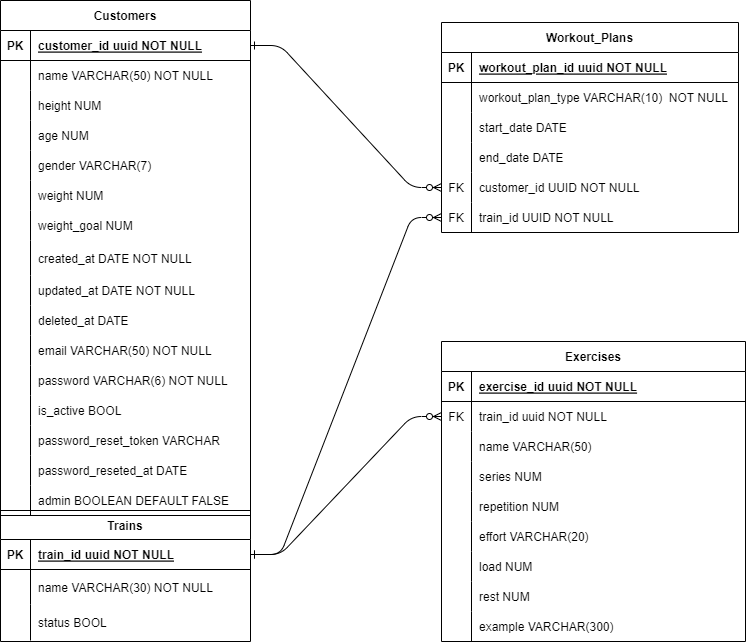 Customers
PK customer_id uuid NOT NULL
name VARCHAR(50) NOT NULL
height NUM
age NUM
gender VARCHAR(7)
weight NUM
weight_goal NUM
created_at DATE NOT NULL
updated_at DATE NOT NULL
deleted_at DATE
email VARCHAR(50) NOT NULL
password VARCHAR(6) NOT NULL
is_active BOOL
password_reset_token VARCHAR
password_reseted_at DATE
admin BOOLEAN DEFAULT FALSE
Trains
PK train_id uuid NOT NULL
name VARCHAR(30) NOT NULL
status BOOL
Workout_Plans
PK workout_plan_id uuid NOT NULL
workout_plan_type VARCHAR(10) NOT NULL
start_date DATE
end_date DATE
FK customer_id UUID NOT NULL
FK train_id UUID NOT NULL
Exercises
PK exercise_id uuid NOT NULL
FK train_id uuid NOT NULL
name VARCHAR(50)
series NUM
repetition NUM
effort VARCHAR(20)
load NUM
rest NUM
example VARCHAR(300)